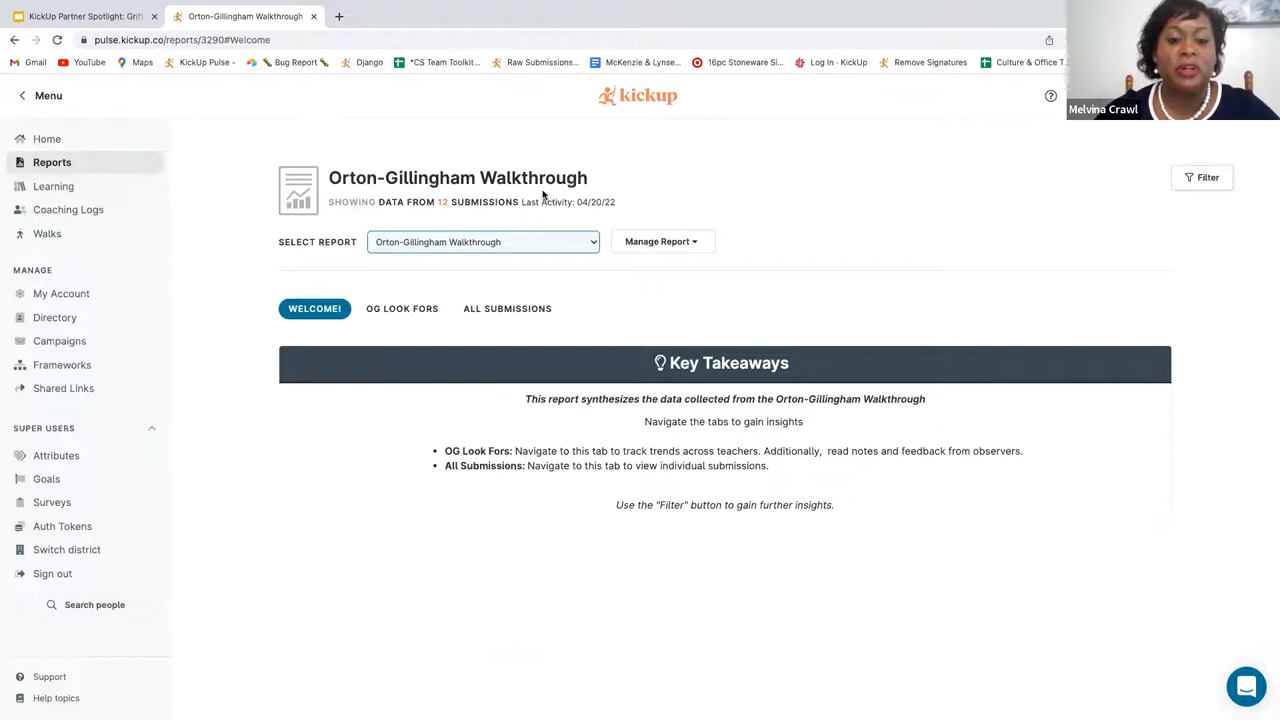 KickUp Partner Spotlight: Grif
Orton-Gillingham Walkthrough
pulse.kickup.co/reports/3290#Welcome
Gmail
YouTube
Maps
KickUp Pulse -
Bug Report
Django
*CS Team Toolkit...
Raw Submissions...
McKenzie & Lynse...
16pc Stoneware Si...
Log In · KickUp
Remove Signatures
Culture & Office T...
Menu
kickup
Melvina Crawl
Home
Reports
Learning
Coaching Logs
Walks
MANAGE
My Account
Directory
Campaigns
Frameworks
Shared Links
SUPER USERS
Attributes
Goals
Surveys
Auth Tokens
Switch district
Sign out
Search people
Support
Help topics
Orton-Gillingham Walkthrough
SHOWING DATA FROM 12 SUBMISSIONS Last Activity: 04/20/22
Filter
SELECT REPORT
Orton-Gillingham Walkthrough
Manage Report
WELCOME!
OG LOOK FORS
ALL SUBMISSIONS
Key Takeaways
This report synthesizes the data collected from the Orton-Gillingham Walkthrough
Navigate the tabs to gain insights
• OG Look Fors: Navigate to this tab to track trends across teachers. Additionally, read notes and feedback from observers.
• All Submissions: Navigate to this tab to view individual submissions.
Use the "Filter" button to gain further insights.